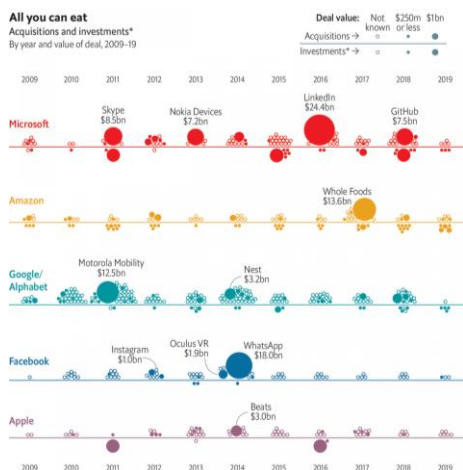 All you can eat
Acquisitions and investments*
By year and value of deal, 2009–19
Deal value: Not known $250m or less $1bn
Acquisitions →
Investments* →
2009 2010 2011 2012 2013 2014 2015 2016 2017 2018 2019
Microsoft
Skype
$8.5bn
Nokia Devices
$7.2bn
LinkedIn
$24.4bn
GitHub
$7.5bn
Amazon
Whole Foods
$13.6bn
Google/
Alphabet
Motorola Mobility
$12.5bn
Nest
$3.2bn
Facebook
Instagram
$1.0bn
Oculus VR
$1.9bn
WhatsApp
$18.0bn
Apple
Beats
$3.0bn
2009 2010 2011 2012 2013 2014 2015 2016 2017 2018 2019